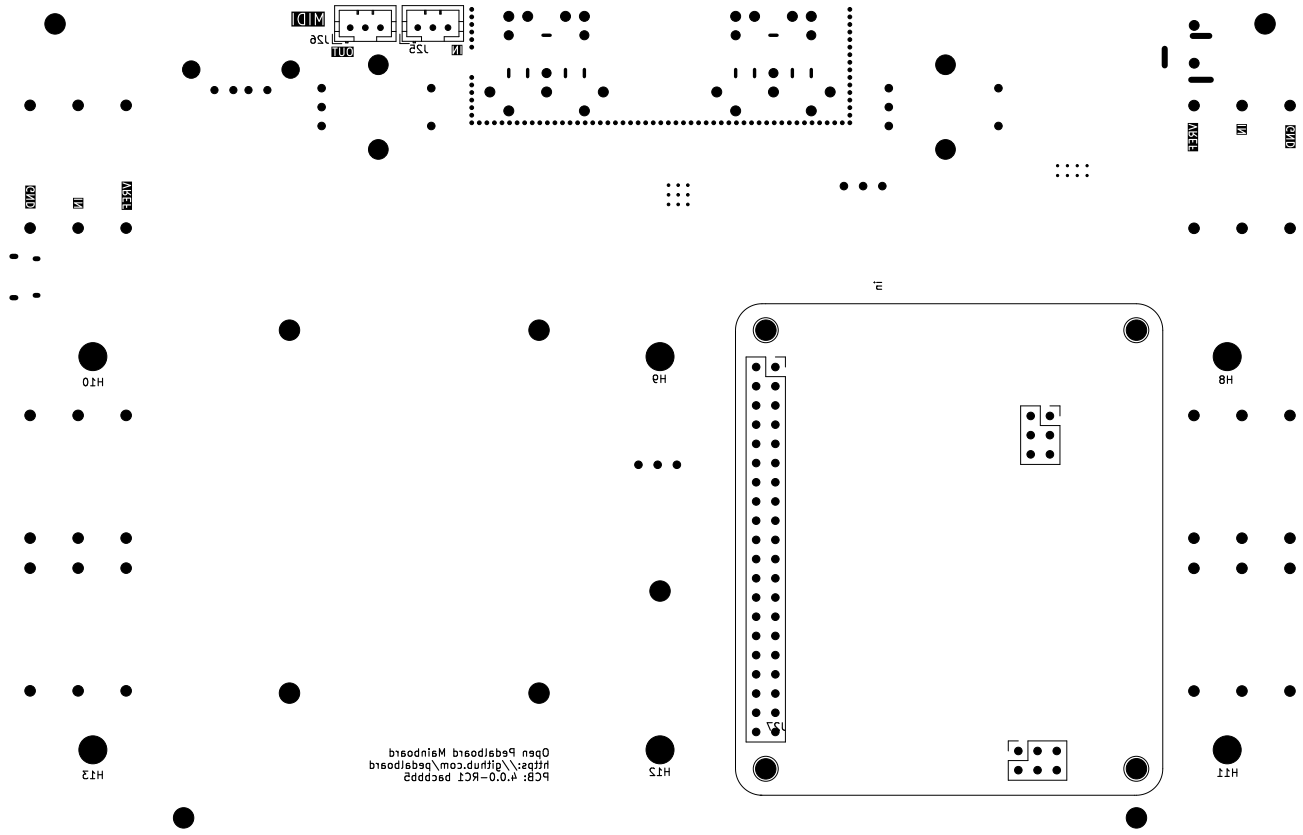 MIDI
J26
OUT
J25
IN
VREF
IN
GND
GND
IN
VREF
H10
H9
H8
J27
Open Pedalboard Mainboard
https://github.com/pedalboard
PCB: 4.0.0-RC1 bacbbb5
H13
H12
H11